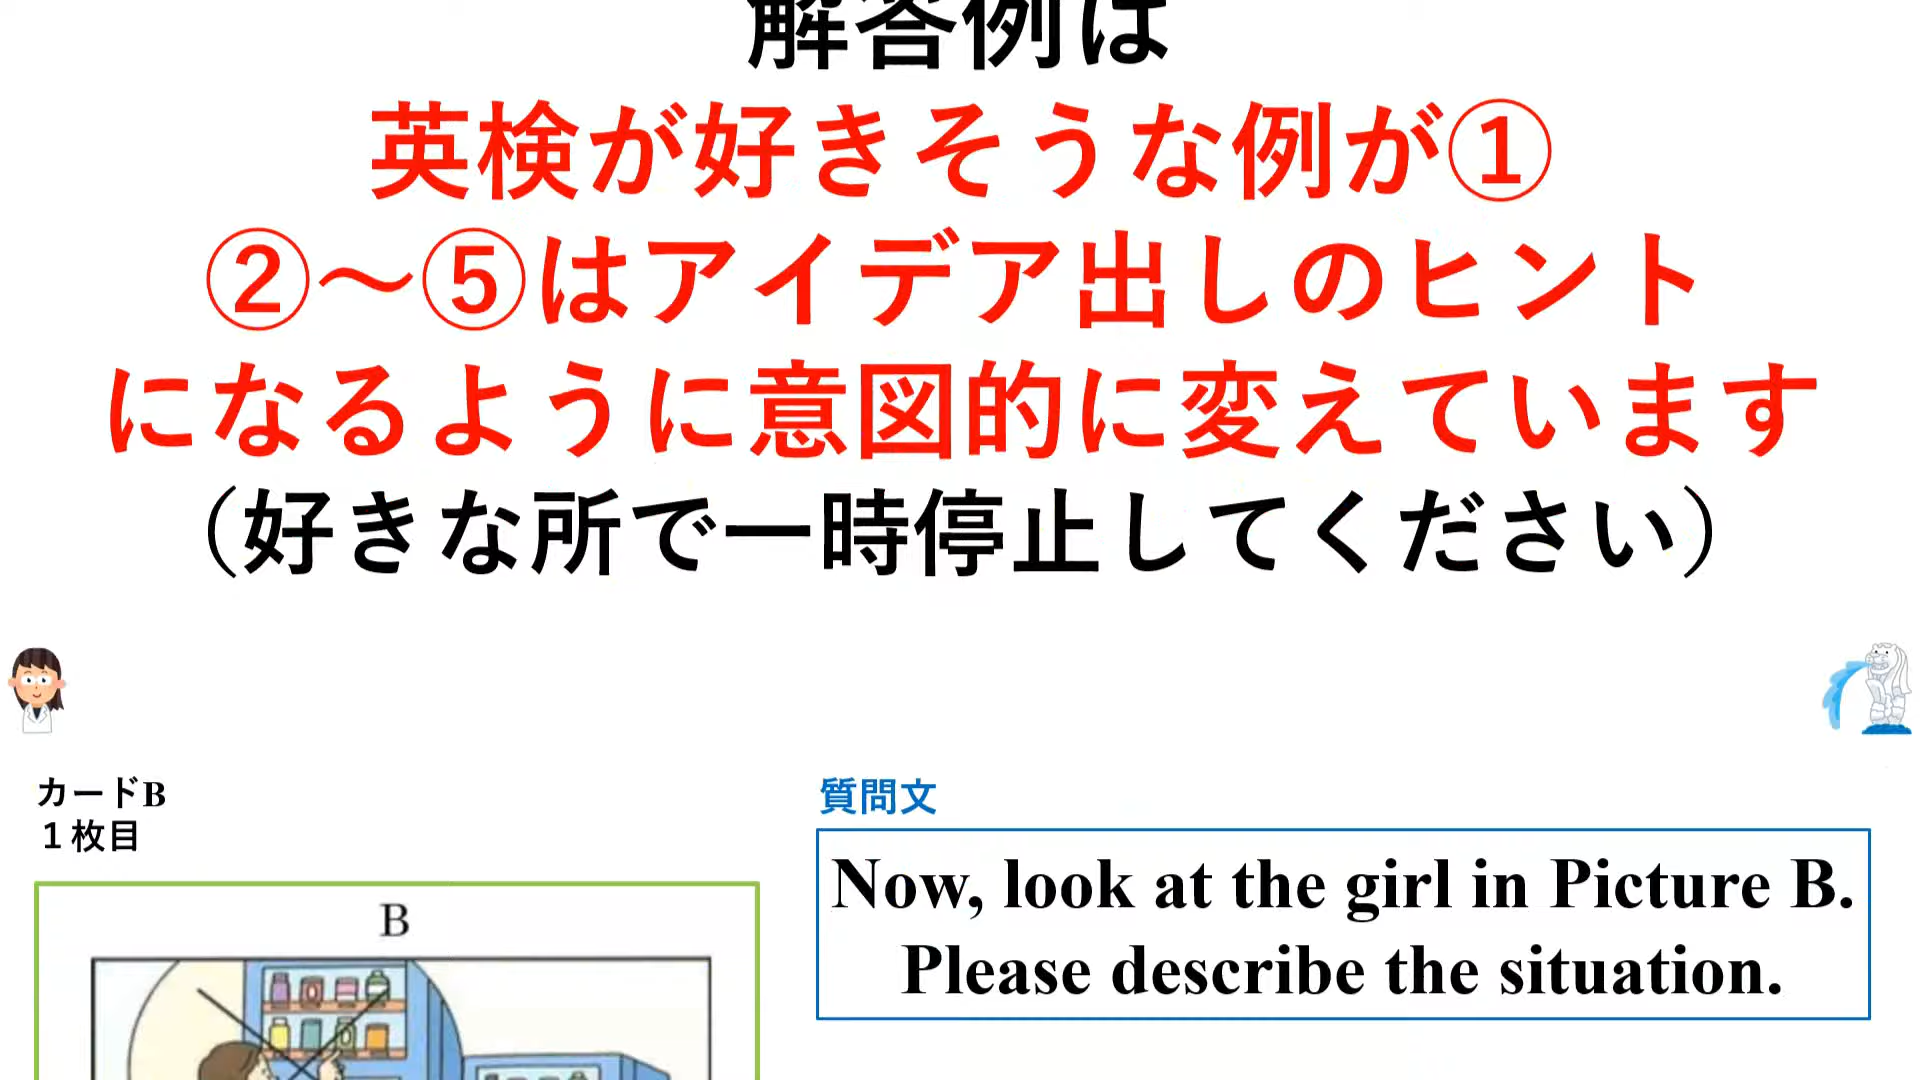 解答例は
英検が好きそうな例が①
②～⑤はアイデア出しのヒント
になるように意図的に変えています
（好きな所で一時停止してください）
カードB
１枚目
B
質問文
Now, look at the girl in Picture B.
Please describe the situation.